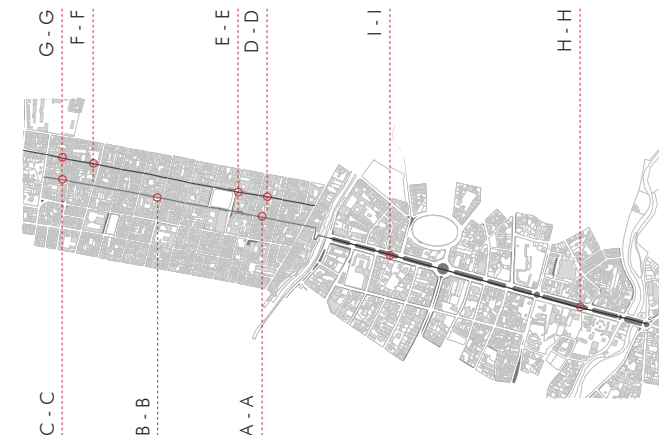 G - G
F - F
E - E
D - D
I - I
H - H
C - C
B - B
A - A